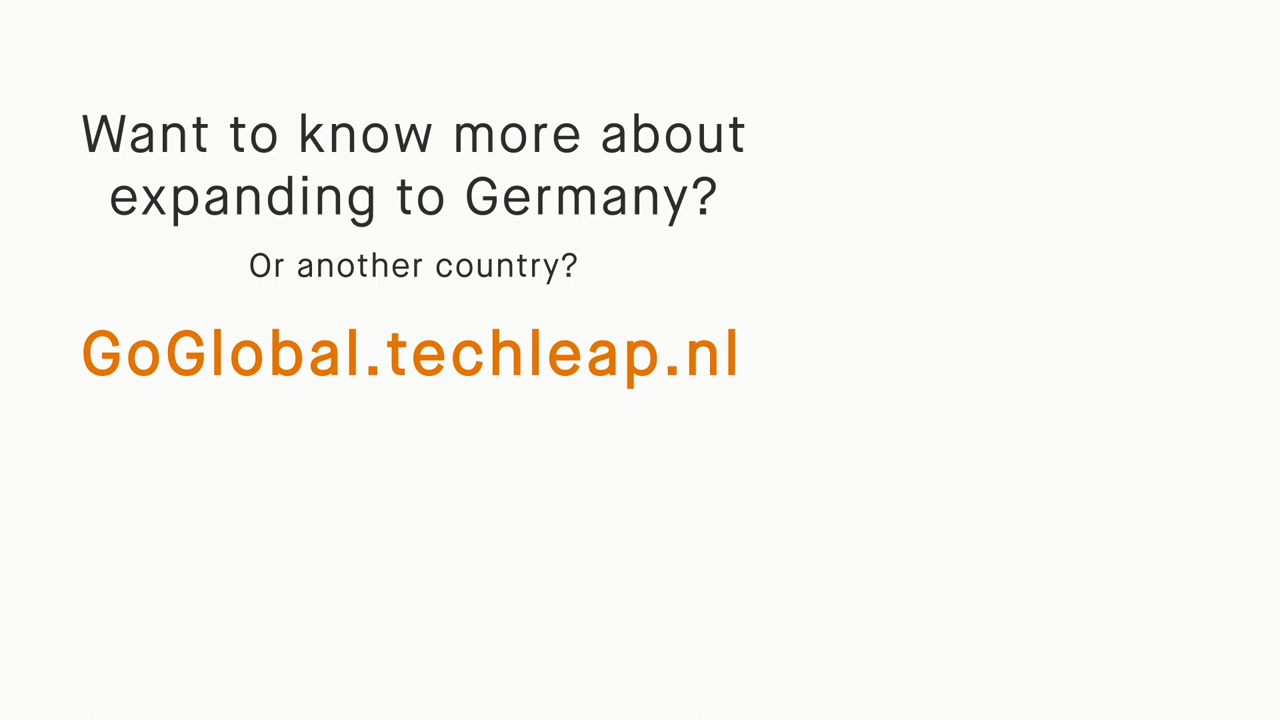 Want to know more about
expanding to Germany?
Or another country?
GoGlobal.techleap.nl